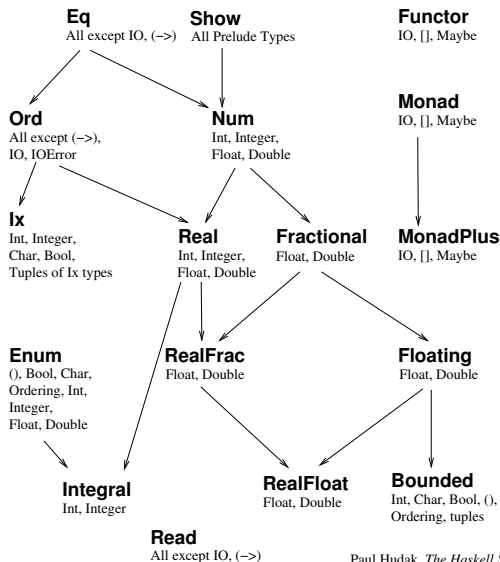 Eq
All except IO, (−>)
Show
All Prelude Types
Functor
IO, [], Maybe
Ord
All except (−>),
IO, IOError
Num
Int, Integer,
Float, Double
Monad
IO, [], Maybe
Ix
Int, Integer,
Char, Bool,
Tuples of Ix types
Real
Int, Integer,
Float, Double
Fractional
Float, Double
MonadPlus
IO, [], Maybe
Enum
(), Bool, Char,
Ordering, Int,
Integer,
Float, Double
RealFrac
Float, Double
Floating
Float, Double
Integral
Int, Integer
RealFloat
Float, Double
Bounded
Int, Char, Bool, (),
Ordering, tuples
Read
All except IO, (−>)
Paul Hudak, The Haskell